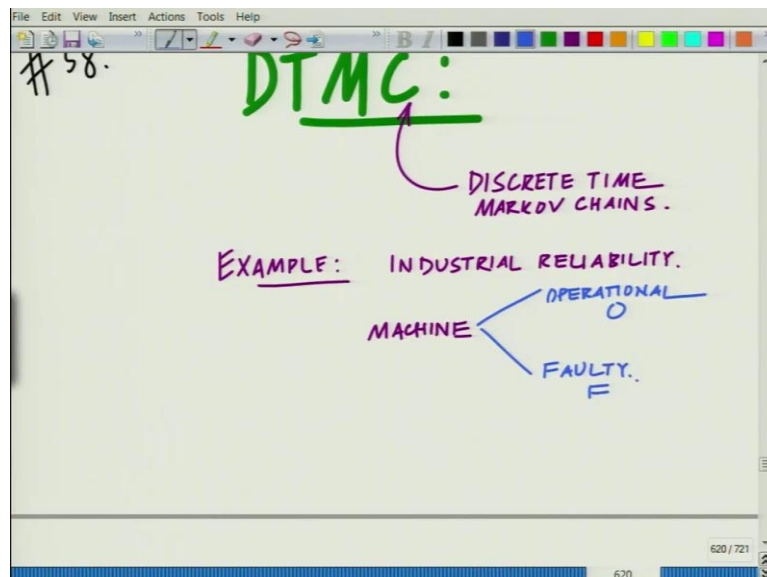 File Edit View Insert Actions Tools Help
B I
# 58.
DTMC:
DISCRETE TIME
MARKOV CHAINS.
EXAMPLE: INDUSTRIAL RELIABILITY.
OPERATIONAL
O
MACHINE
FAULTY.
F
620 / 721
620